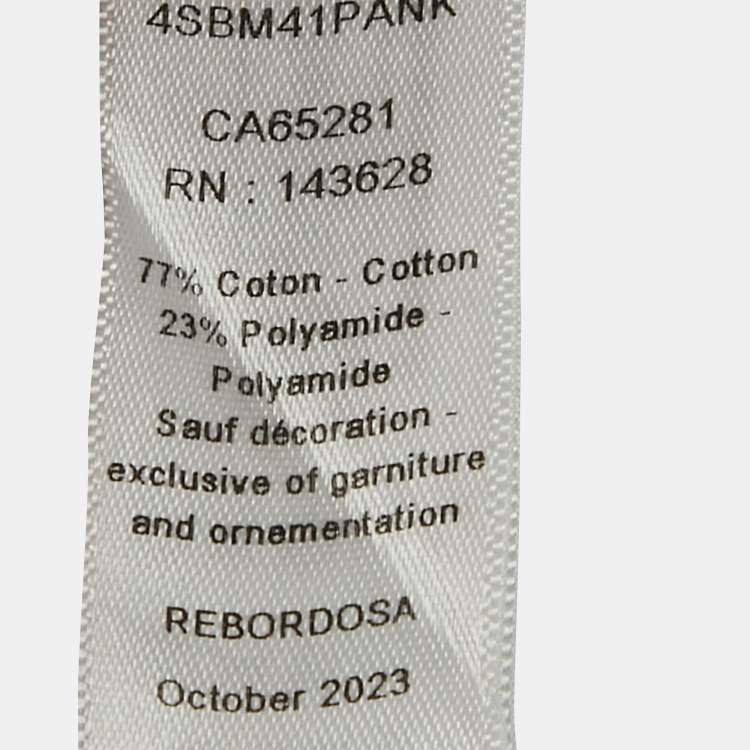 4SBM41PANK
CA65281
RN : 143628
77% Coton - Cotton
23% Polyamide -
Polyamide
Sauf décoration -
exclusive of garniture
and ornementation
REBORDOSA
October 2023